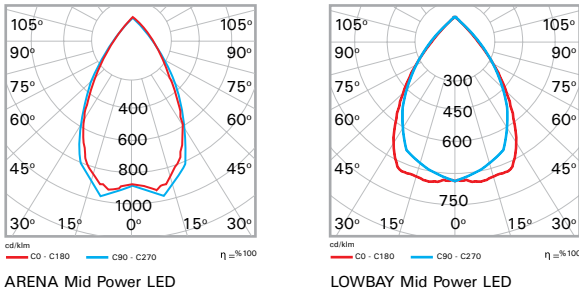 105° 105°
90° 90°
75° 75°
60° 60°
45° 45°
30° 15° 0° 15° 30°
400
600
800
1000
cd/klm
C0 - C180 C90 - C270 η =%100
ARENA Mid Power LED
105° 105°
90° 90°
75° 75°
60° 60°
45° 45°
30° 15° 0° 15° 30°
300
450
600
750
cd/klm
C0 - C180 C90 - C270 η =%100
LOWBAY Mid Power LED